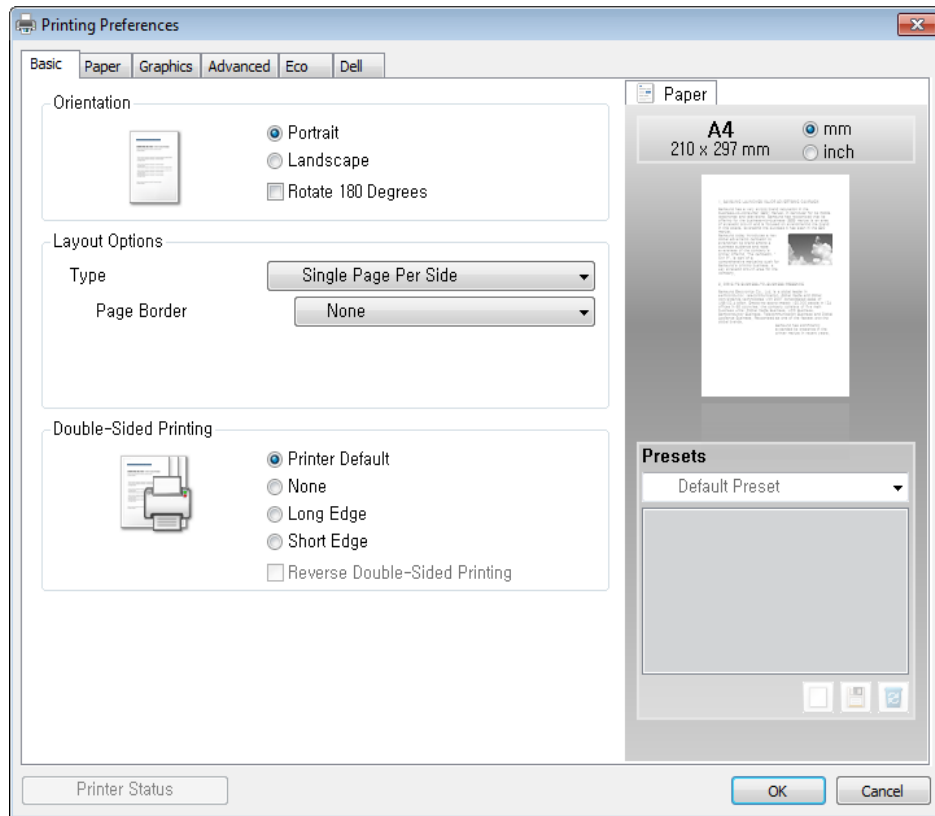 Printing Preferences
Basic
Paper
Graphics
Advanced
Eco
Dell
Orientation
Portrait
Landscape
Rotate 180 Degrees
Layout Options
Type
Single Page Per Side
Page Border
None
Double-Sided Printing
Printer Default
None
Long Edge
Short Edge
Reverse Double-Sided Printing
Paper
A4
210 x 297 mm
mm
inch
Presets
Default Preset
Printer Status
OK
Cancel